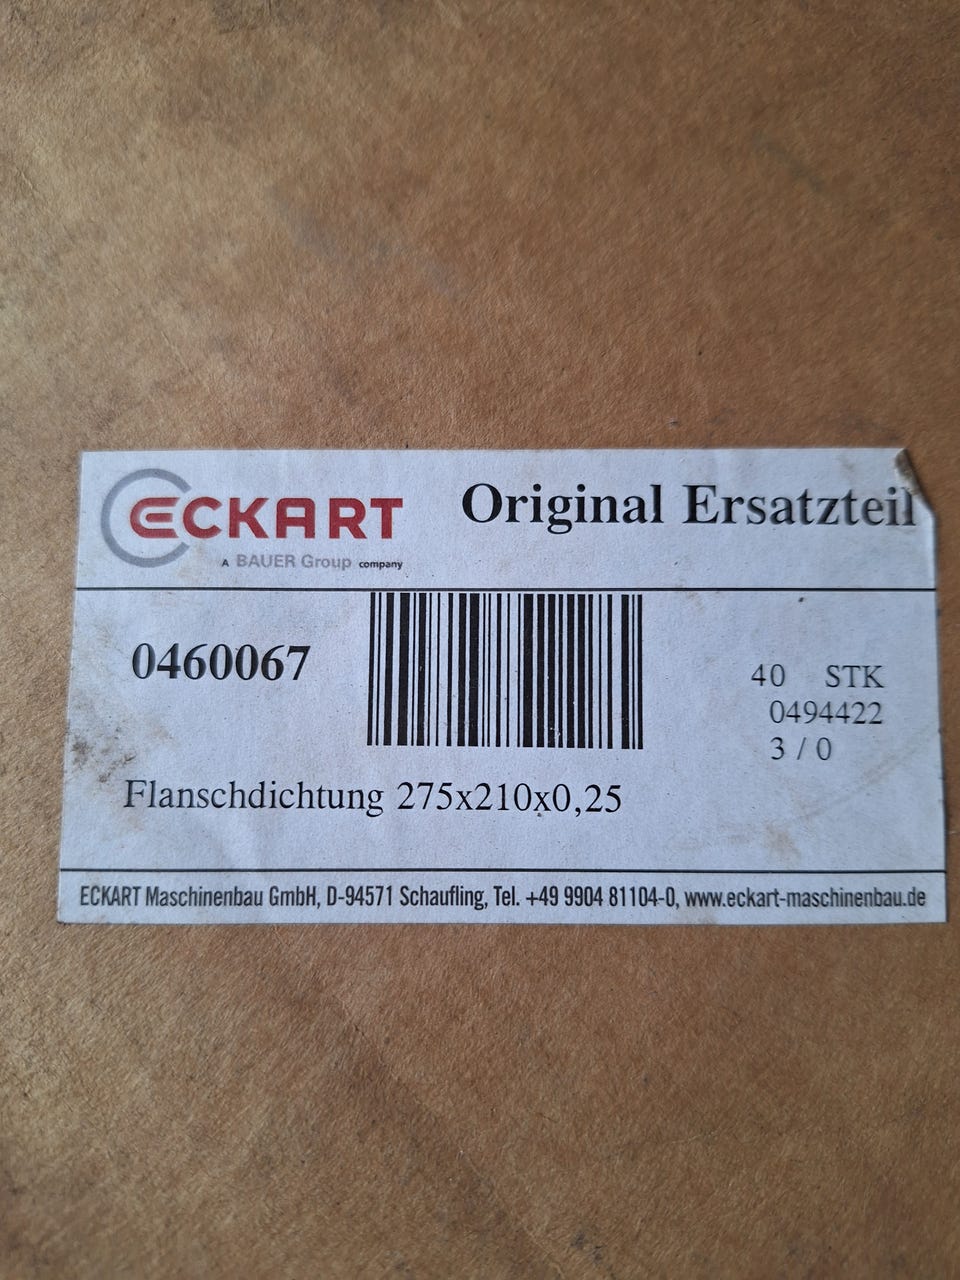 ECKART
A BAUER Group company
Original Ersatzteil
0460067
40 STK
0494422
3 / 0
Flanschdichtung 275x210x0,25
ECKART Maschinenbau GmbH, D-94571 Schaufling, Tel. +49 9904 81104-0, www.eckart-maschinenbau.de